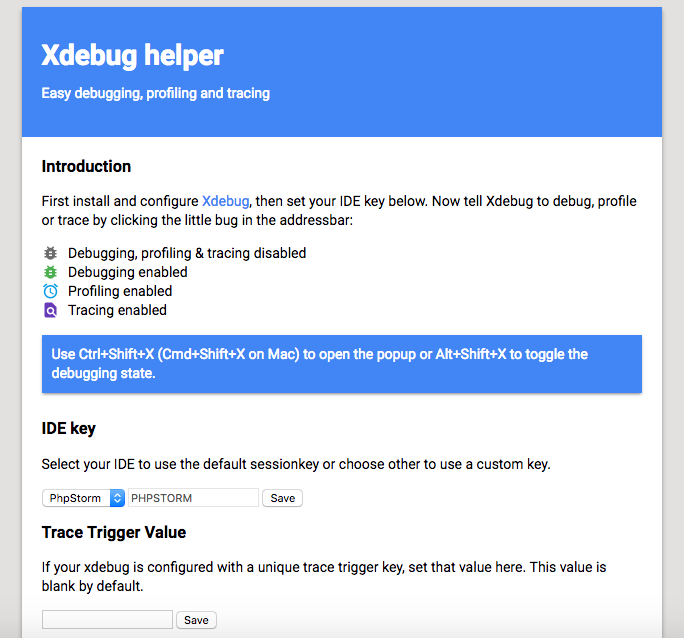 Xdebug helper
Easy debugging, profiling and tracing
Introduction
First install and configure Xdebug, then set your IDE key below. Now tell Xdebug to debug, profile
or trace by clicking the little bug in the addressbar:
Debugging, profiling & tracing disabled
Debugging enabled
Profiling enabled
Tracing enabled
Use Ctrl+Shift+X (Cmd+Shift+X on Mac) to open the popup or Alt+Shift+X to toggle the
debugging state.
IDE key
Select your IDE to use the default sessionkey or choose other to use a custom key.
PhpStorm PHPSTORM Save
Trace Trigger Value
If your xdebug is configured with a unique trace trigger key, set that value here. This value is
blank by default.
Save